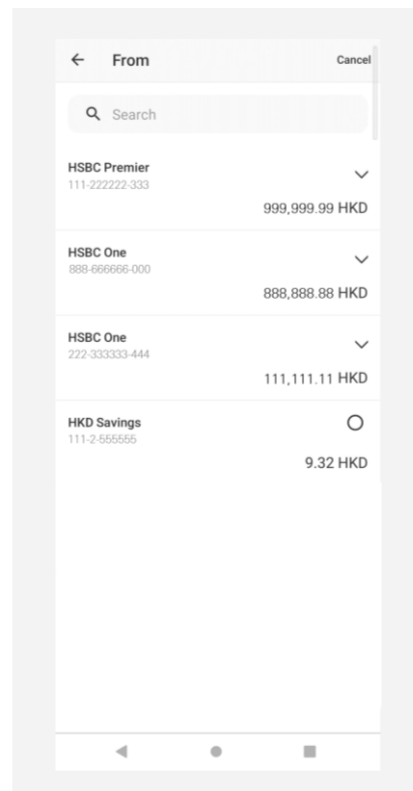 From Cancel
Search
HSBC Premier
111-222222-333
999,999.99 HKD
HSBC One
888-666666-000
888,888.88 HKD
HSBC One
222-333333-444
111,111.11 HKD
HKD Savings
111-2-555555
9.32 HKD